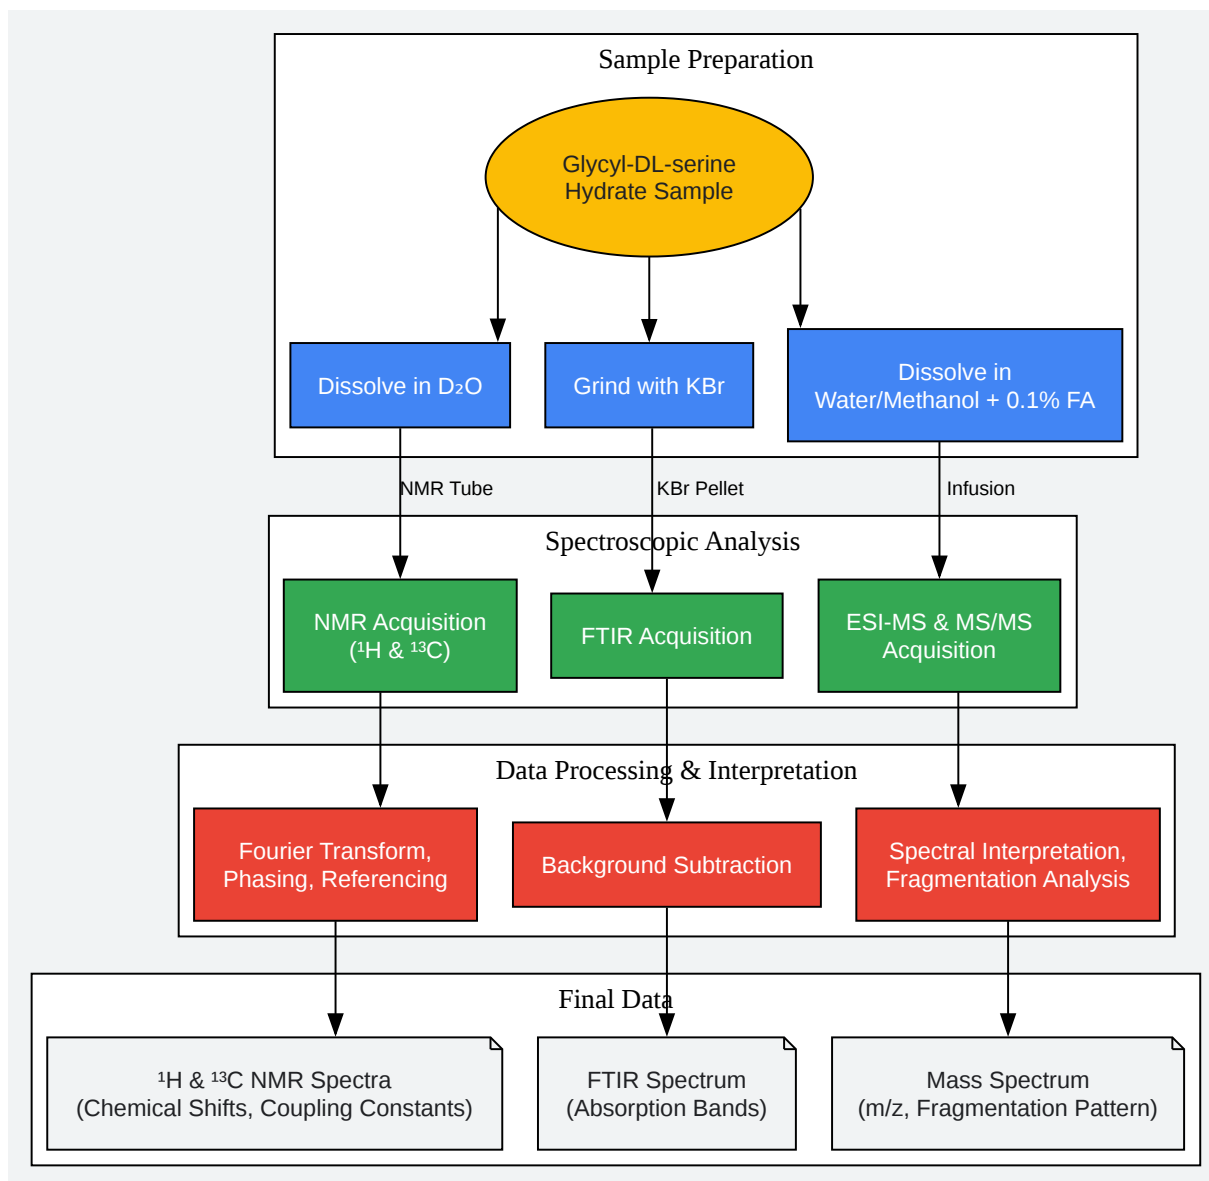 Sample Preparation
Glycyl-DL-serine
Hydrate Sample
Dissolve in D₂O
Grind with KBr
Dissolve in
Water/Methanol + 0.1% FA
NMR Tube
KBr Pellet
Infusion
Spectroscopic Analysis
NMR Acquisition
(¹H & ¹³C)
FTIR Acquisition
ESI-MS & MS/MS
Acquisition
Data Processing & Interpretation
Fourier Transform,
Phasing, Referencing
Background Subtraction
Spectral Interpretation,
Fragmentation Analysis
Final Data
¹H & ¹³C NMR Spectra
(Chemical Shifts, Coupling Constants)
FTIR Spectrum
(Absorption Bands)
Mass Spectrum
(m/z, Fragmentation Pattern)